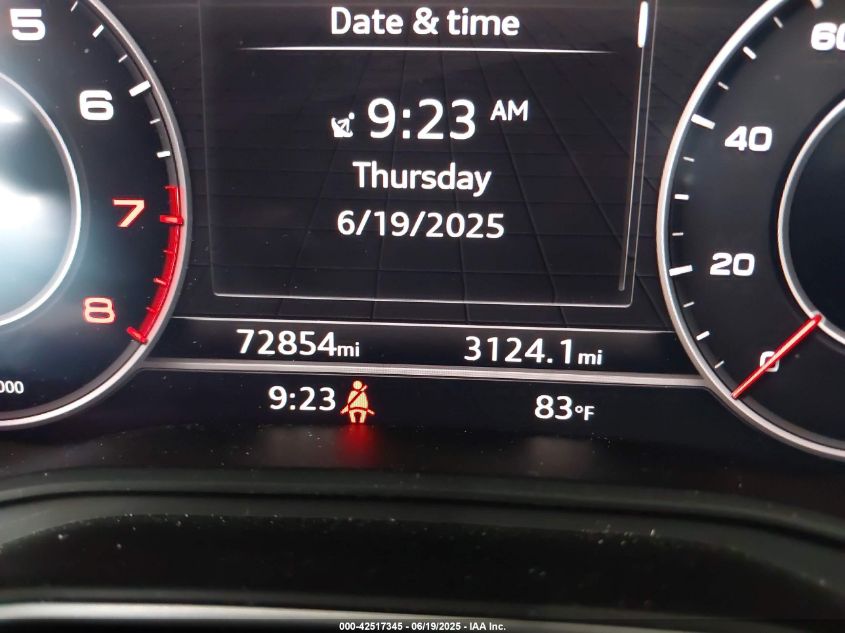 Date & time
9:23 AM
Thursday
6/19/2025
5
6
7
8
000
60
40
20
0
72854mi
3124.1mi
9:23
83°F
000-42517345 - 06/19/2025 - IAA Inc.